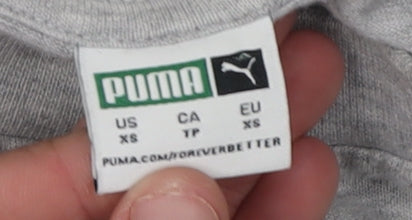 PUMA
US CA EU
XS TP XS
PUMA.COM/FOREVERBETTER